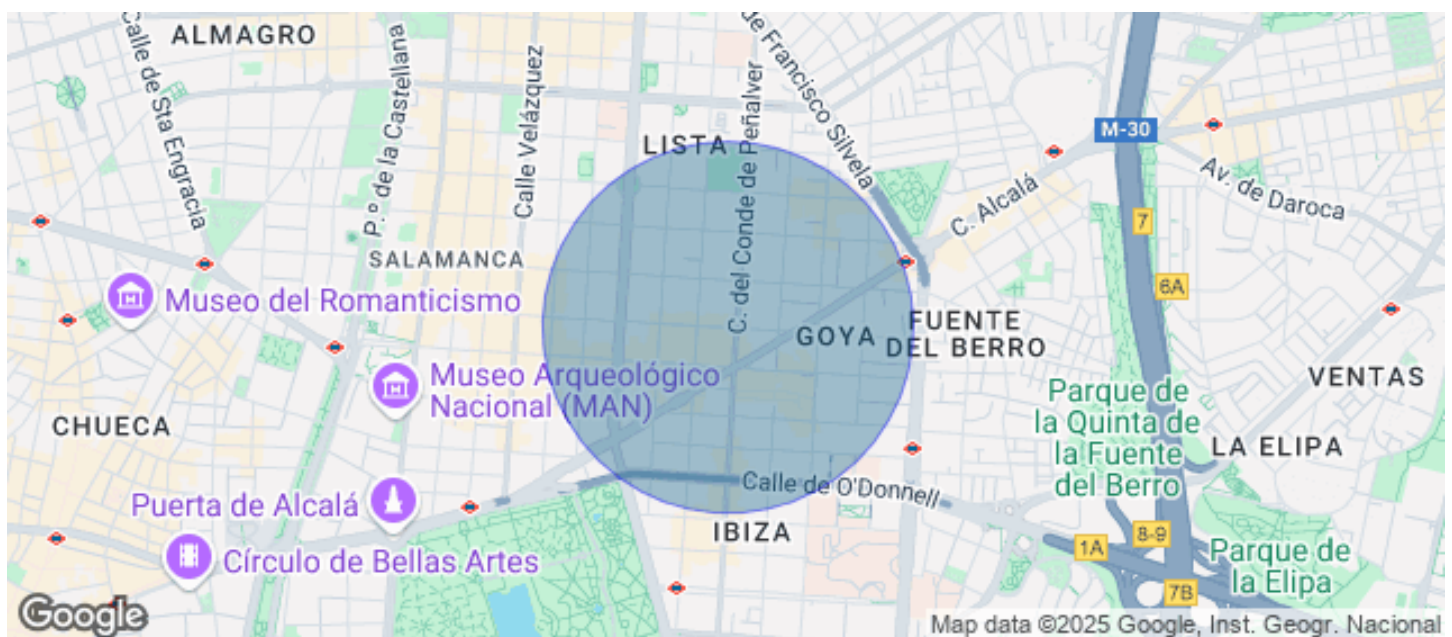 ALMAGRO
Calle de Sta Engracia
P.º de la Castellana
Calle Velázquez
LISTA
C. del Conde de Peñalver
de Francisco Silvela
M-30
Av. de Daroca
C. Alcalá
7
SALAMANCA
6A
Museo del Romanticismo
GOYA
FUENTE
DEL BERRO
Museo Arqueológico
Nacional (MAN)
VENTAS
CHUECA
Parque de
la Quinta de
la Fuente
del Berro
LA ELIPA
Puerta de Alcalá
Calle de O'Donnell
IBIZA
Círculo de Bellas Artes
1A
8-9
7B
Parque de
la Elipa
Google
Map data ©2025 Google, Inst. Geogr. Nacional